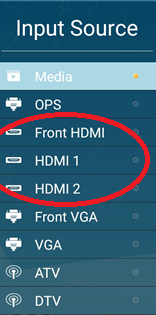 Input Source
Media
OPS
Front HDMI
HDMI 1
HDMI 2
Front VGA
VGA
ATV
DTV